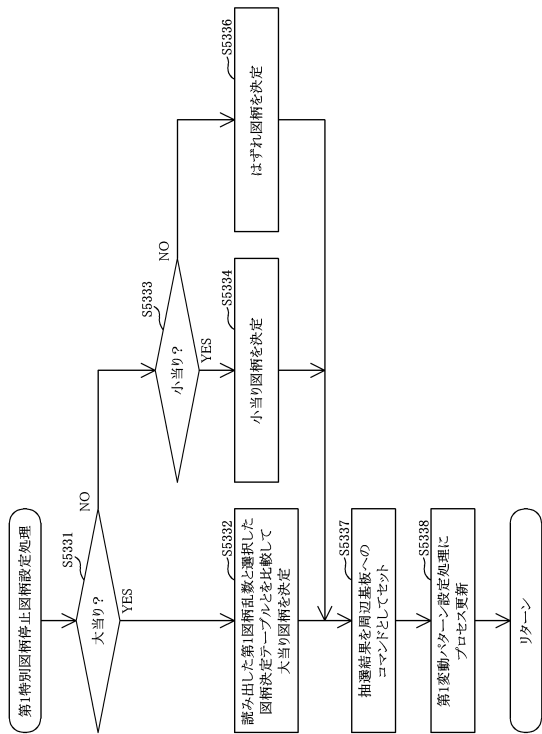 第1特別図柄停止図柄設定処理
S5331
大当り?
NO
YES
S5332
読み出した第1図柄乱数と選択した
図柄決定テーブルとを比較して
大当り図柄を決定
S5333
小当り?
NO
YES
S5334
小当り図柄を決定
S5336
はずれ図柄を決定
S5337
抽選結果を周辺基板への
コマンドとしてセット
S5338
第1変動パターン設定処理に
プロセス更新
リターン